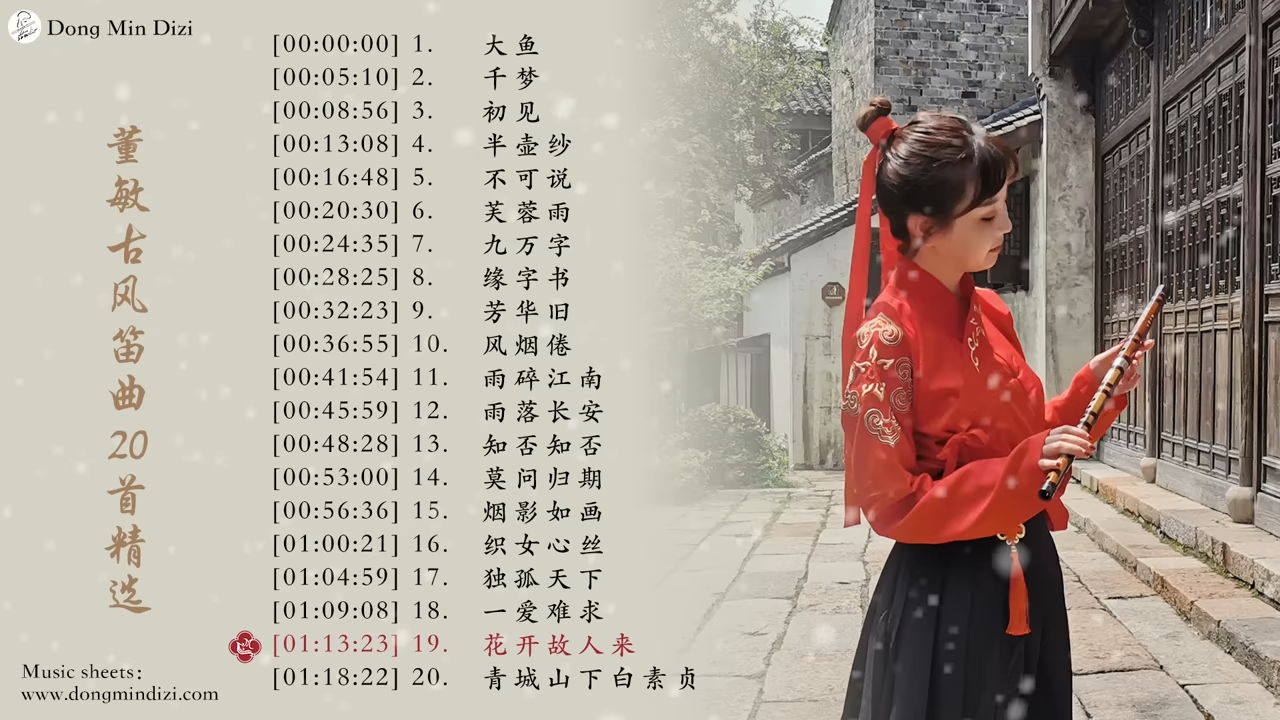 Dong Min Dizi
董敏古风笛曲20首精选
[00:00:00] 1. 大鱼
[00:05:10] 2. 千梦
[00:08:56] 3. 初见
[00:13:08] 4. 半壶纱
[00:16:48] 5. 不可说
[00:20:30] 6. 芙蓉雨
[00:24:35] 7. 九万字
[00:28:25] 8. 缘字书
[00:32:23] 9. 芳华旧
[00:36:55] 10. 风烟倦
[00:41:54] 11. 雨碎江南
[00:45:59] 12. 雨落长安
[00:48:28] 13. 知否知否
[00:53:00] 14. 莫问归期
[00:56:36] 15. 烟影如画
[01:00:21] 16. 织女心丝
[01:04:59] 17. 独孤天下
[01:09:08] 18. 一爱难求
[01:13:23] 19. 花开故人来
[01:18:22] 20. 青城山下白素贞
Music sheets:
www.dongmindizi.com